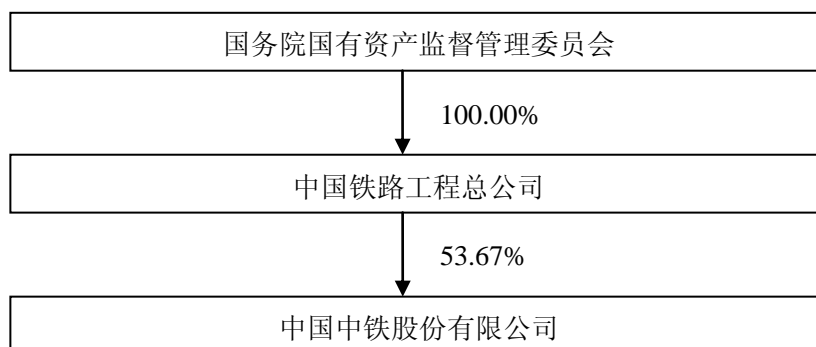 国务院国有资产监督管理委员会
100.00%
中国铁路工程总公司
53.67%
中国中铁股份有限公司